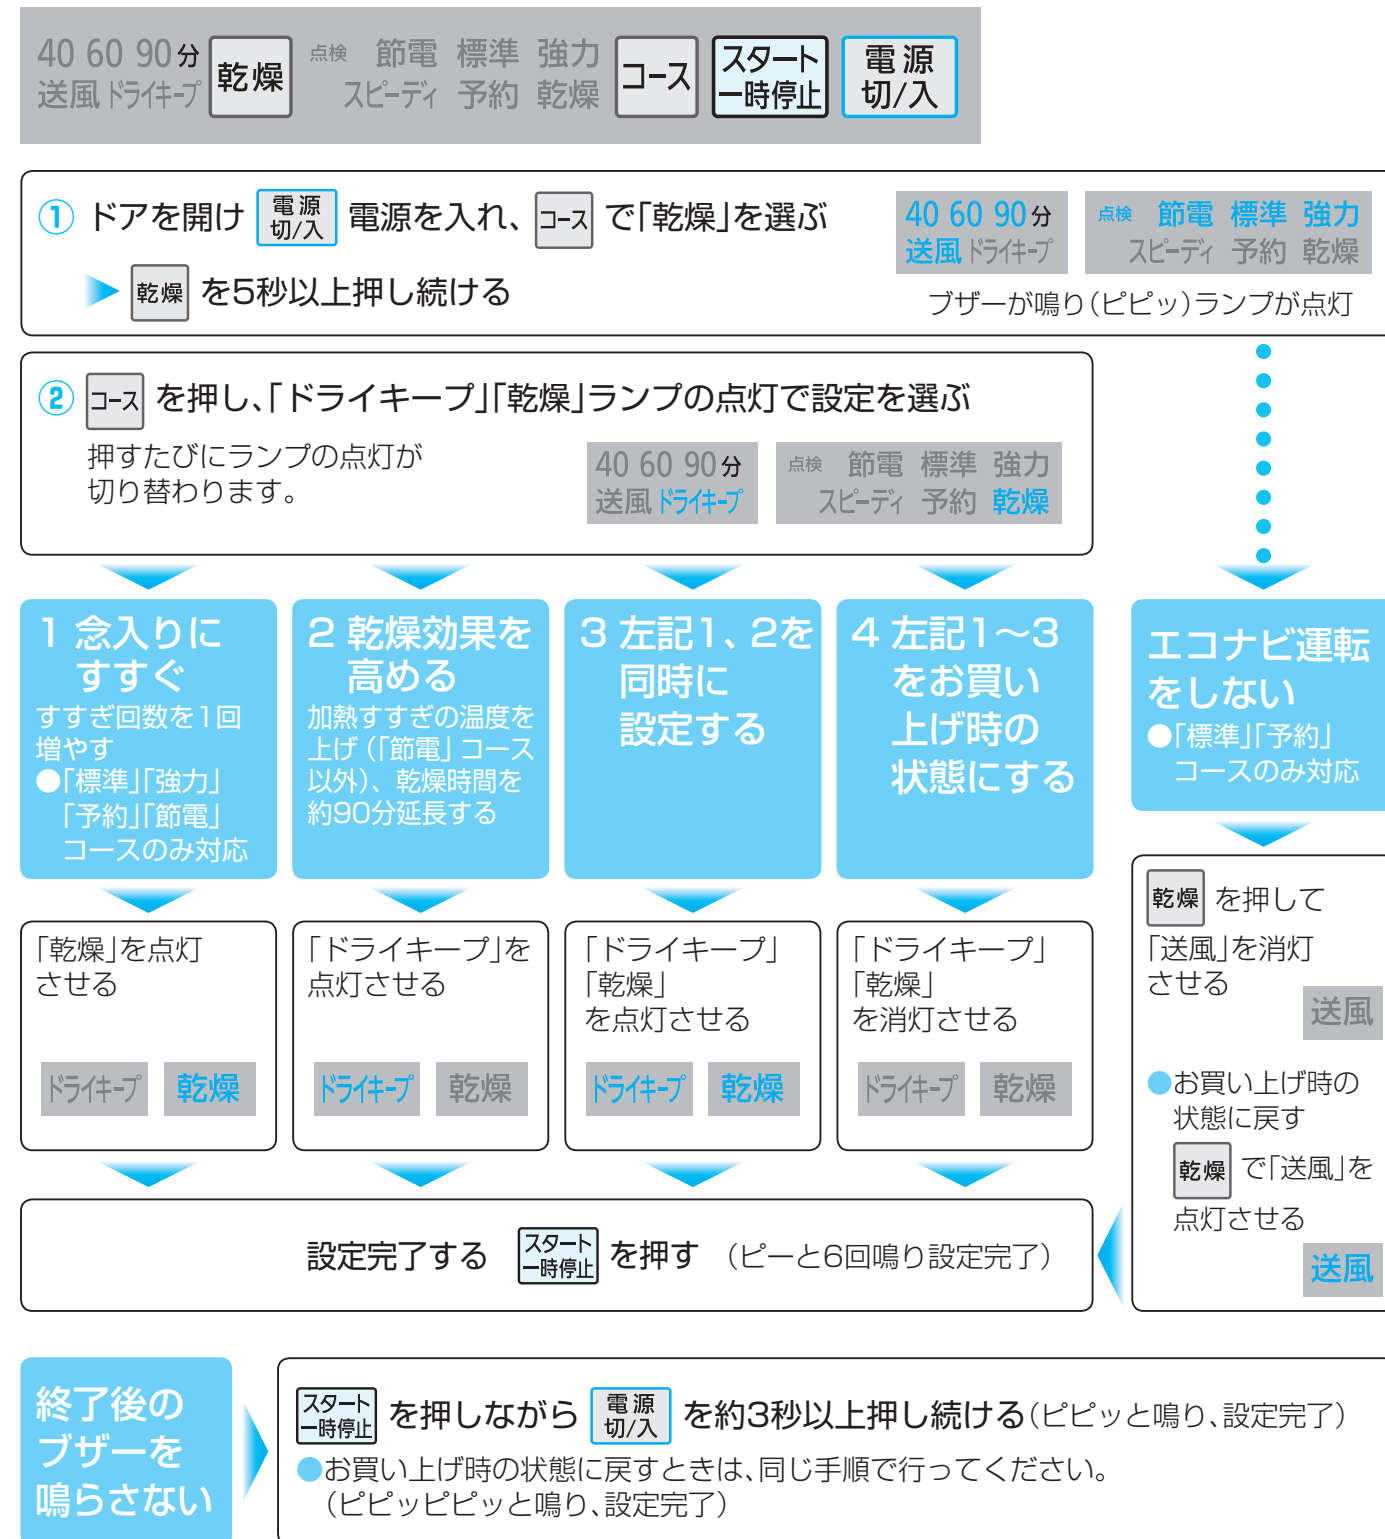 40 60 90分 乾燥 点検 節電 標準 強力 コース スタート 電源
送風 ドライキープ スピーディ 予約 乾燥 一時停止 切/入
① ドアを開け 電源 切/入 電源を入れ、 コース で「乾燥」を選ぶ
乾燥 を5秒以上押し続ける
40 60 90分 点検 節電 標準 強力
送風 ドライキープ スピーディ 予約 乾燥
ブザーが鳴り(ピピッ)ランプが点灯
② コース を押し、「ドライキープ」「乾燥」ランプの点灯で設定を選ぶ
押すたびにランプの点灯が
切り替わります。
40 60 90分 点検 節電 標準 強力
送風 ドライキープ スピーディ 予約 乾燥
1 念入りに
すすぐ
すすぎ回数を1回
増やす
●「標準」「強力」
「予約」「節電」
コースのみ対応
「乾燥」を点灯
させる
ドライキープ 乾燥
2 乾燥効果を
高める
加熱すすぎの温度を
上げ(「節電」コース
以外)、乾燥時間を
約90分延長する
「ドライキープ」を
点灯させる
ドライキープ 乾燥
3 左記1、2を
同時に
設定する
「ドライキープ」
「乾燥」
を点灯させる
ドライキープ 乾燥
4 左記1〜3
をお買い
上げ時の
状態にする
「ドライキープ」
「乾燥」
を消灯させる
ドライキープ 乾燥
エコナビ運転
をしない
●「標準」「予約」
コースのみ対応
乾燥 を押して
「送風」を消灯
させる
送風
●お買い上げ時の
状態に戻す
乾燥 で「送風」を
点灯させる
送風
設定完了する スタート 一時停止 を押す (ピーと6回鳴り設定完了)
終了後の
ブザーを
鳴らさない
スタート 一時停止 を押しながら 電源 切/入 を約3秒以上押し続ける(ピピッと鳴り、設定完了)
●お買い上げ時の状態に戻すときは、同じ手順で行ってください。
(ピピッピピッと鳴り、設定完了)